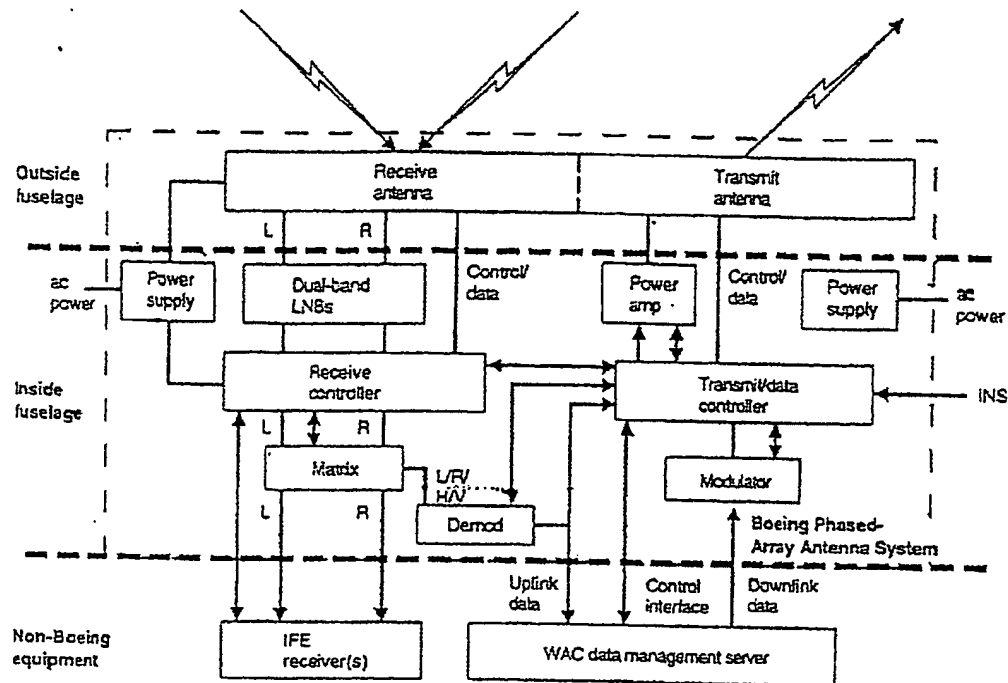 Outside
fuselage
Receive
antenna
Transmit
antenna
L
R
ac
power
Power
supply
Dual-band
LNBs
Control/
data
Power
amp
Control/
data
Power
supply
ac
power
Inside
fuselage
Receive
controller
Transmit/data
controller
INS
L
R
Matrix
L/R/
H/V
Modulator
L
R
Demod
Boeing Phased-
Array Antenna System
Uplink
data
Control
interface
Downlink
data
Non-Boeing
equipment
IFE
receiver(s)
WAC data management server